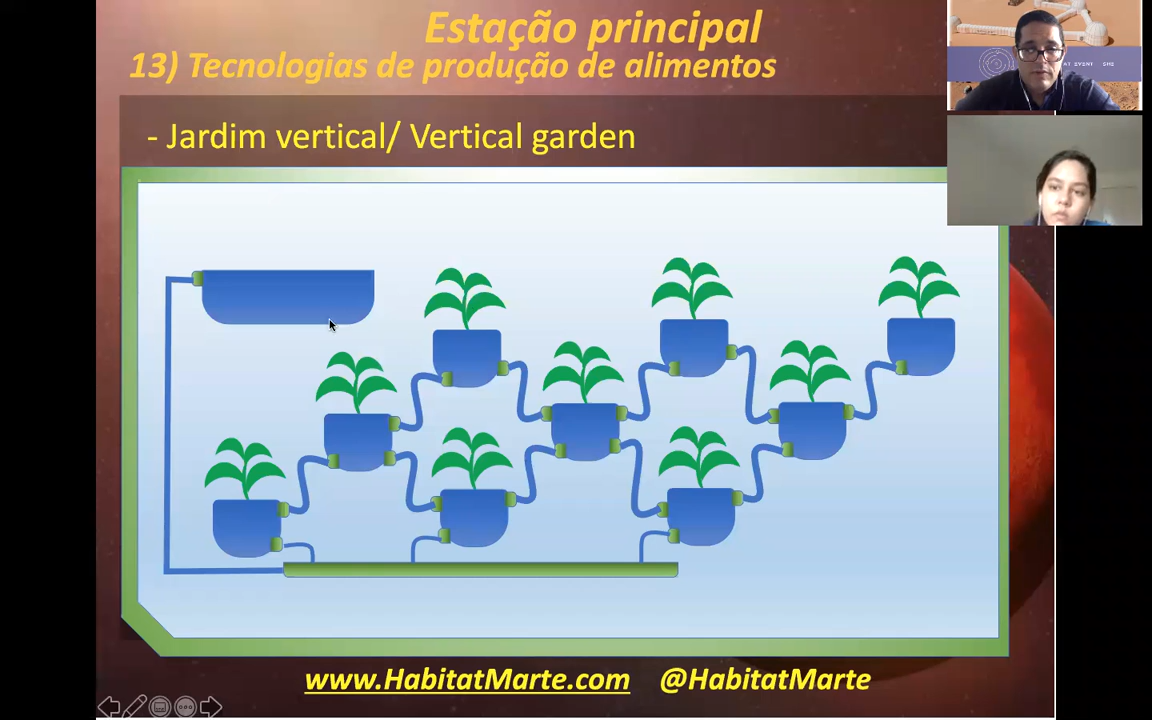 Estação principal
13) Tecnologias de produção de alimentos
- Jardim vertical/ Vertical garden
www.HabitatMarte.com @HabitatMarte